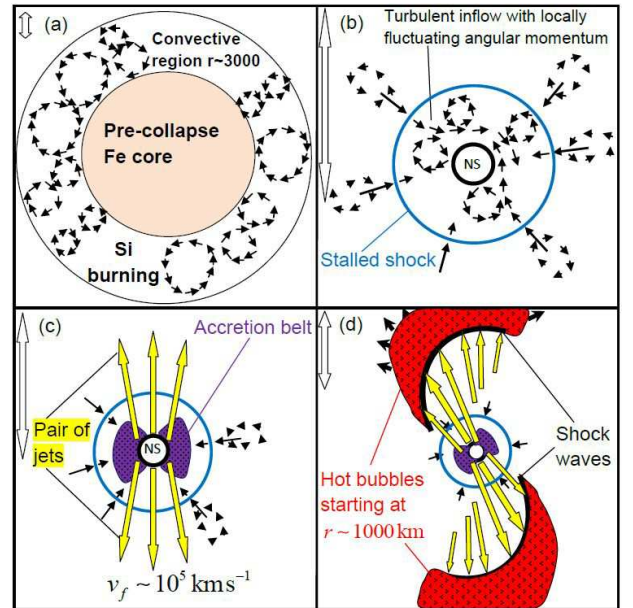 (a)
Convective
region r~3000
Pre-collapse
Fe core
Si
burning
(b)
Turbulent inflow with locally
fluctuating angular momentum
NS
Stalled shock
(c)
Accretion belt
Pair of
jets
NS
v_f ~ 10^5 km s^-1
(d)
Shock
waves
Hot bubbles
starting at
r ~ 1000 km